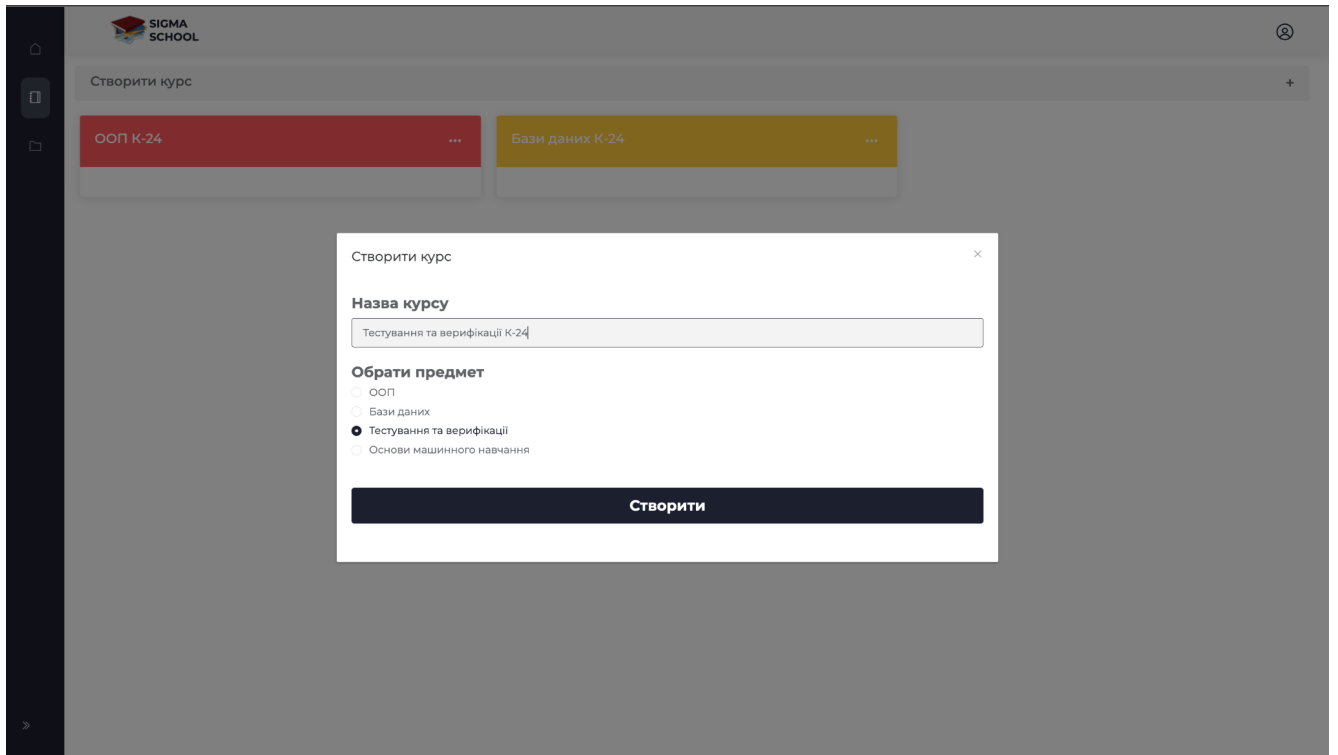 SIGMA
SCHOOL
Створити курс
+
ООП К-24
...
Бази даних К-24
...
Створити курс
Назва курсу
Тестування та верифікації К-24
Обрати предмет
ООП
Бази даних
Тестування та верифікації
Основи машинного навчання
Створити